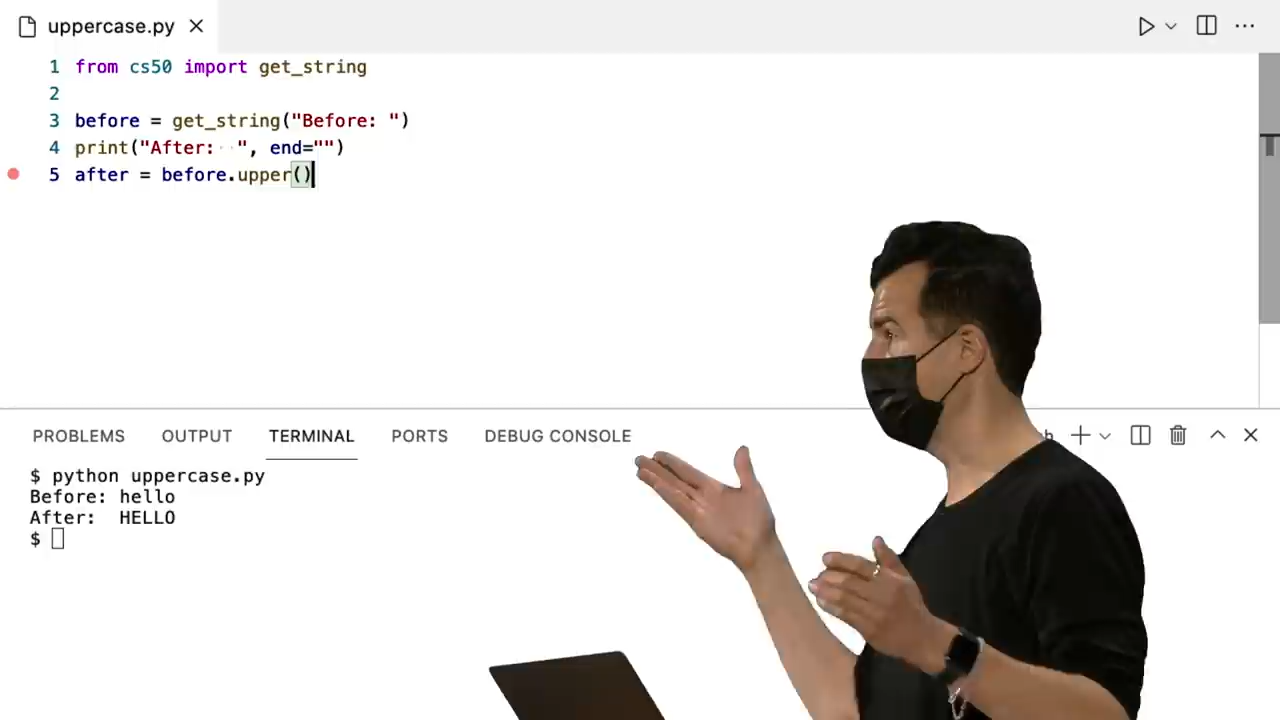 uppercase.py
1 from cs50 import get_string
2
3 before = get_string("Before: ")
4 print("After:  ", end="")
5 after = before.upper()
PROBLEMS OUTPUT TERMINAL PORTS DEBUG CONSOLE
$ python uppercase.py
Before: hello
After:  HELLO
$